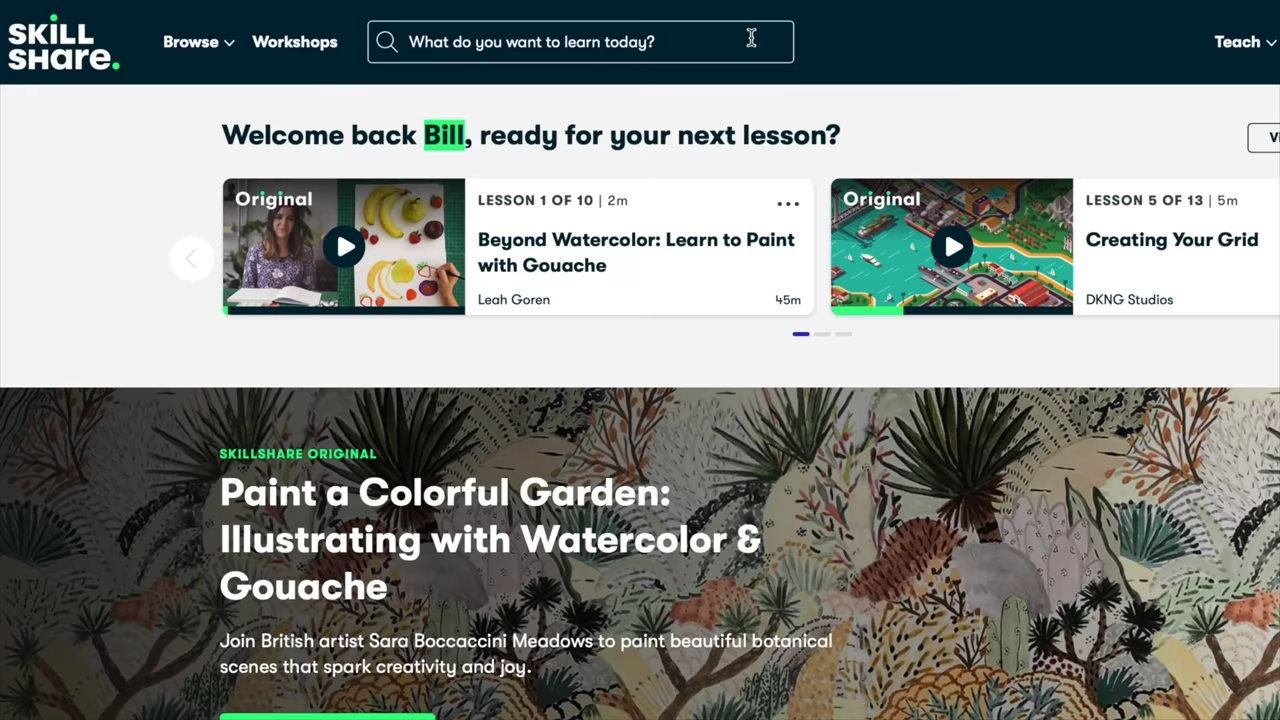 SKILL
SHare.
Browse
Workshops
What do you want to learn today?
Teach
Welcome back Bill, ready for your next lesson?
Original
LESSON 1 OF 10 | 2m
Beyond Watercolor: Learn to Paint
with Gouache
Leah Goren
45m
Original
LESSON 5 OF 13 | 5m
Creating Your Grid
DKNG Studios
SKILLSHARE ORIGINAL
Paint a Colorful Garden:
Illustrating with Watercolor &
Gouache
Join British artist Sara Boccaccini Meadows to paint beautiful botanical
scenes that spark creativity and joy.